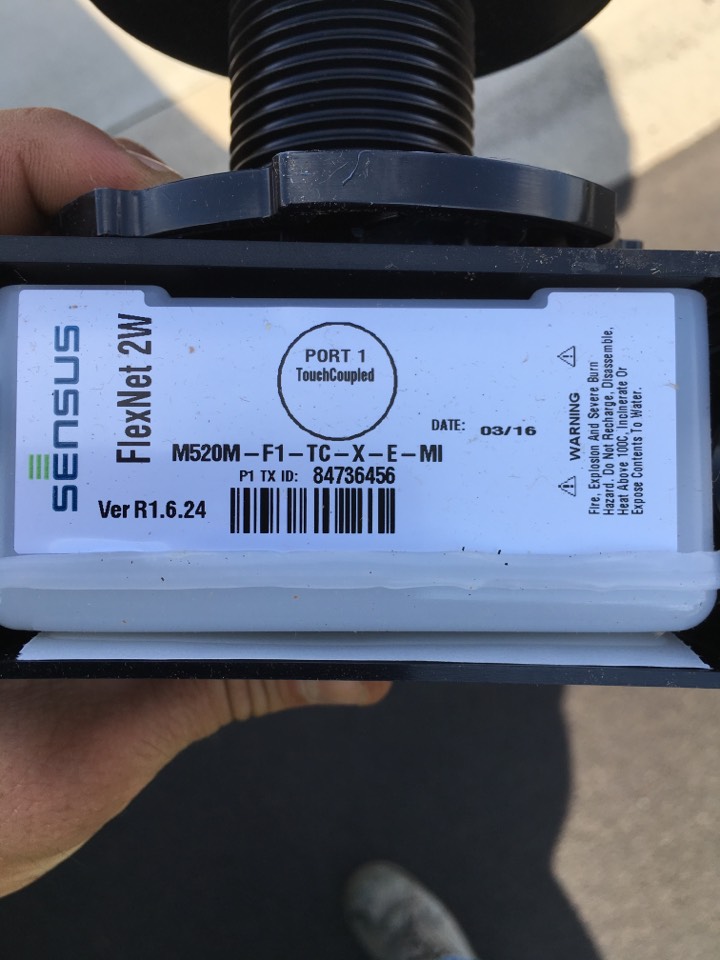 SENSUS
FlexNet 2W
PORT 1
TouchCoupled
DATE: 03/16
M520M-F1-TC-X-E-MI
P1 TX ID: 84736456
Ver R1.6.24
WARNING
Fire, Explosion And Severe Burn
Hazard. Do Not Recharge, Disassemble,
Heat Above 100C, Incinerate Or
Expose Contents To Water.